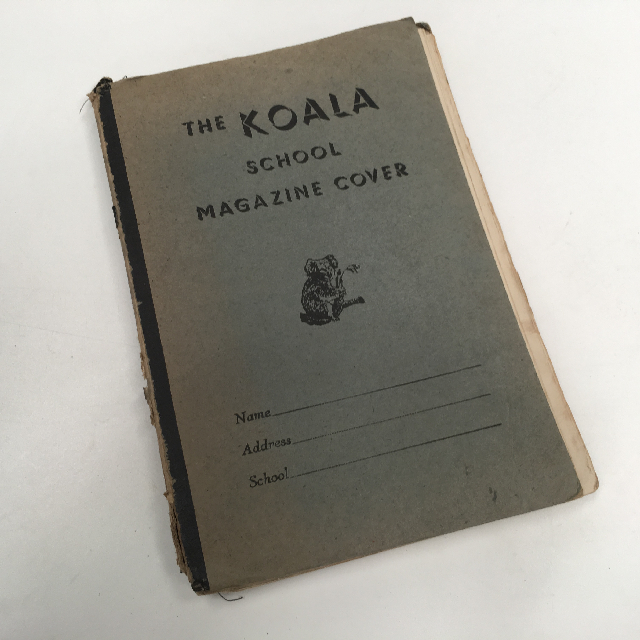 THE KOALA
SCHOOL
MAGAZINE COVER
Name
Address
School